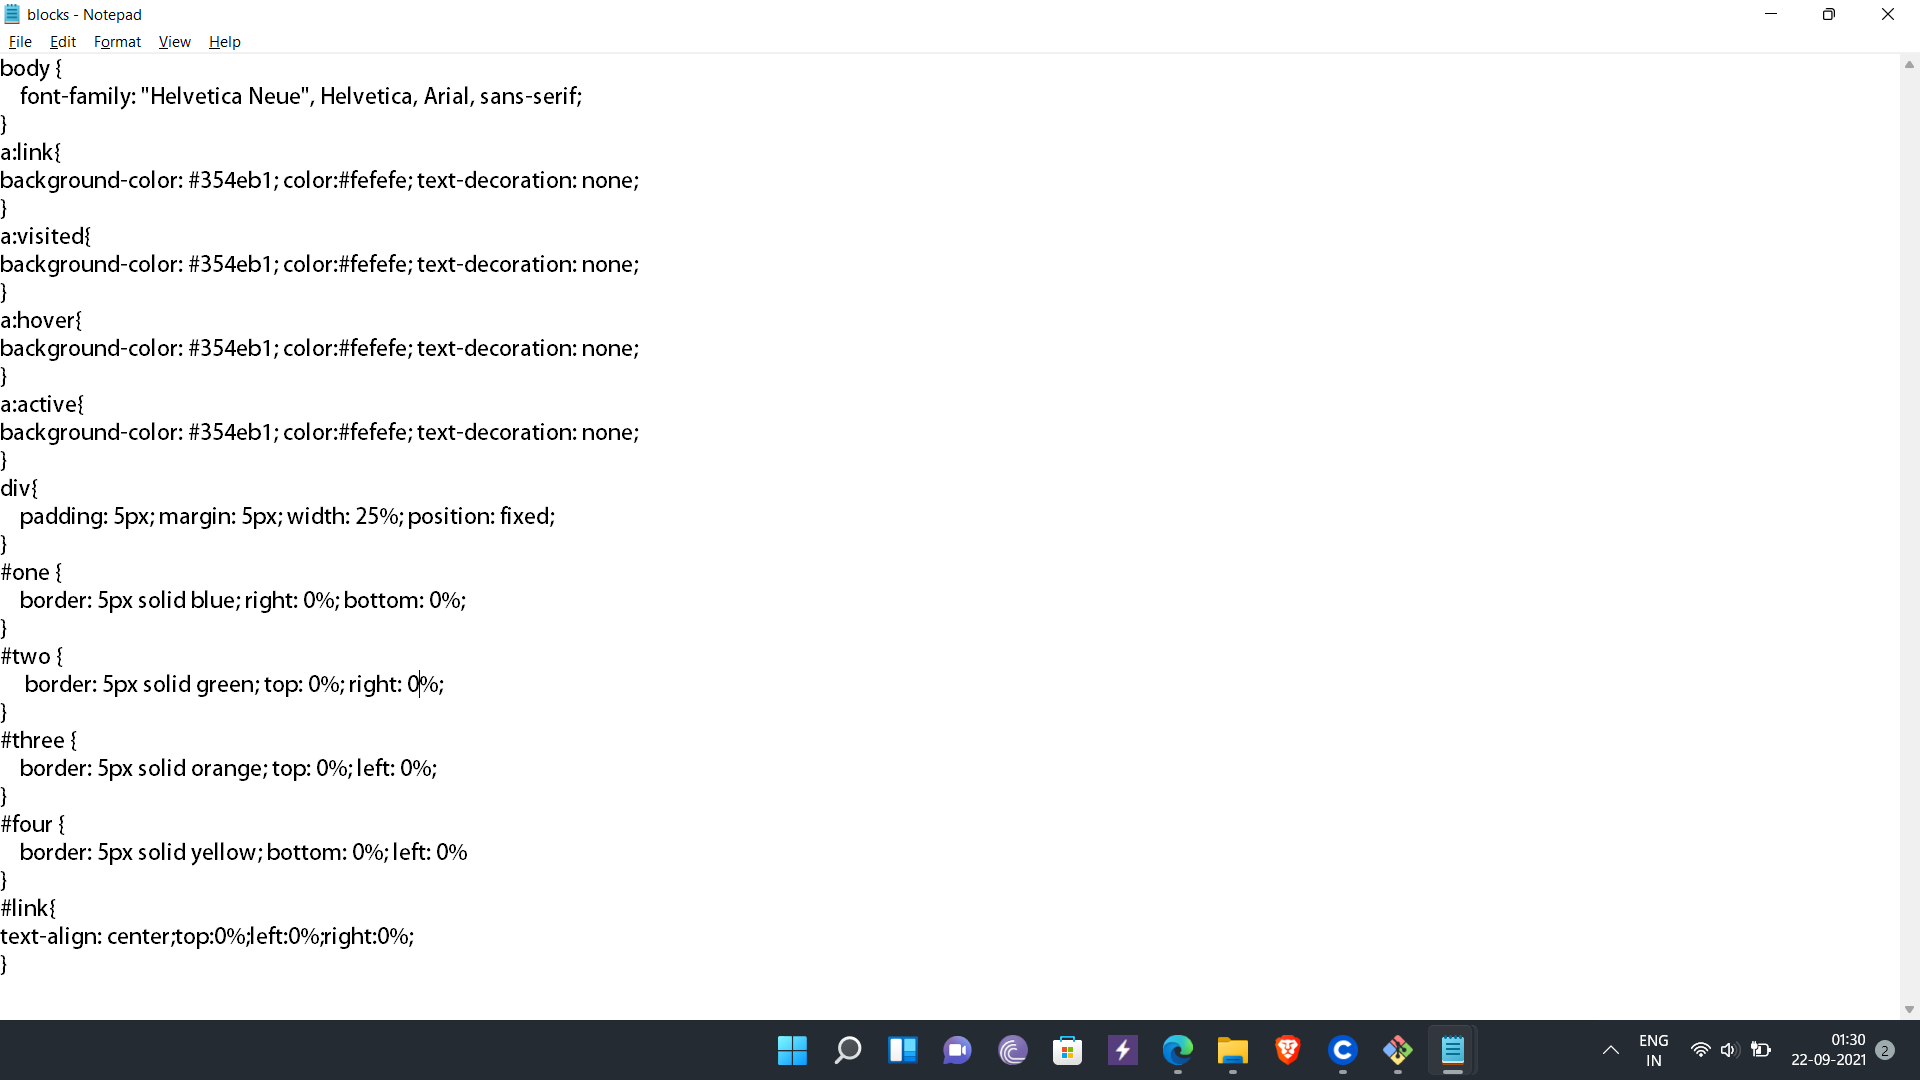 blocks - Notepad
File Edit Format View Help
body {
    font-family: "Helvetica Neue", Helvetica, Arial, sans-serif;
}
a:link{
background-color: #354eb1; color:#fefefe; text-decoration: none;
}
a:visited{
background-color: #354eb1; color:#fefefe; text-decoration: none;
}
a:hover{
background-color: #354eb1; color:#fefefe; text-decoration: none;
}
a:active{
background-color: #354eb1; color:#fefefe; text-decoration: none;
}
div{
    padding: 5px; margin: 5px; width: 25%; position: fixed;
}
#one {
    border: 5px solid blue; right: 0%; bottom: 0%;
}
#two {
     border: 5px solid green; top: 0%; right: 0%;
}
#three {
    border: 5px solid orange; top: 0%; left: 0%;
}
#four {
    border: 5px solid yellow; bottom: 0%; left: 0%
}
#link{
text-align: center;top:0%;left:0%;right:0%;
}
ENG
IN
01:30
22-09-2021
2